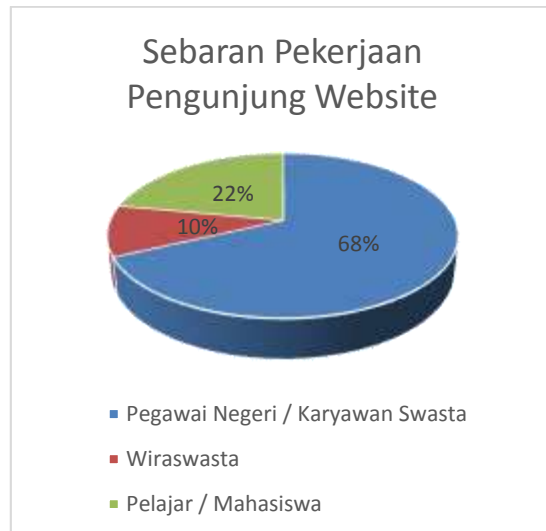 Sebaran Pekerjaan
Pengunjung Website
22%
10%
68%
Pegawai Negeri / Karyawan Swasta
Wiraswasta
Pelajar / Mahasiswa